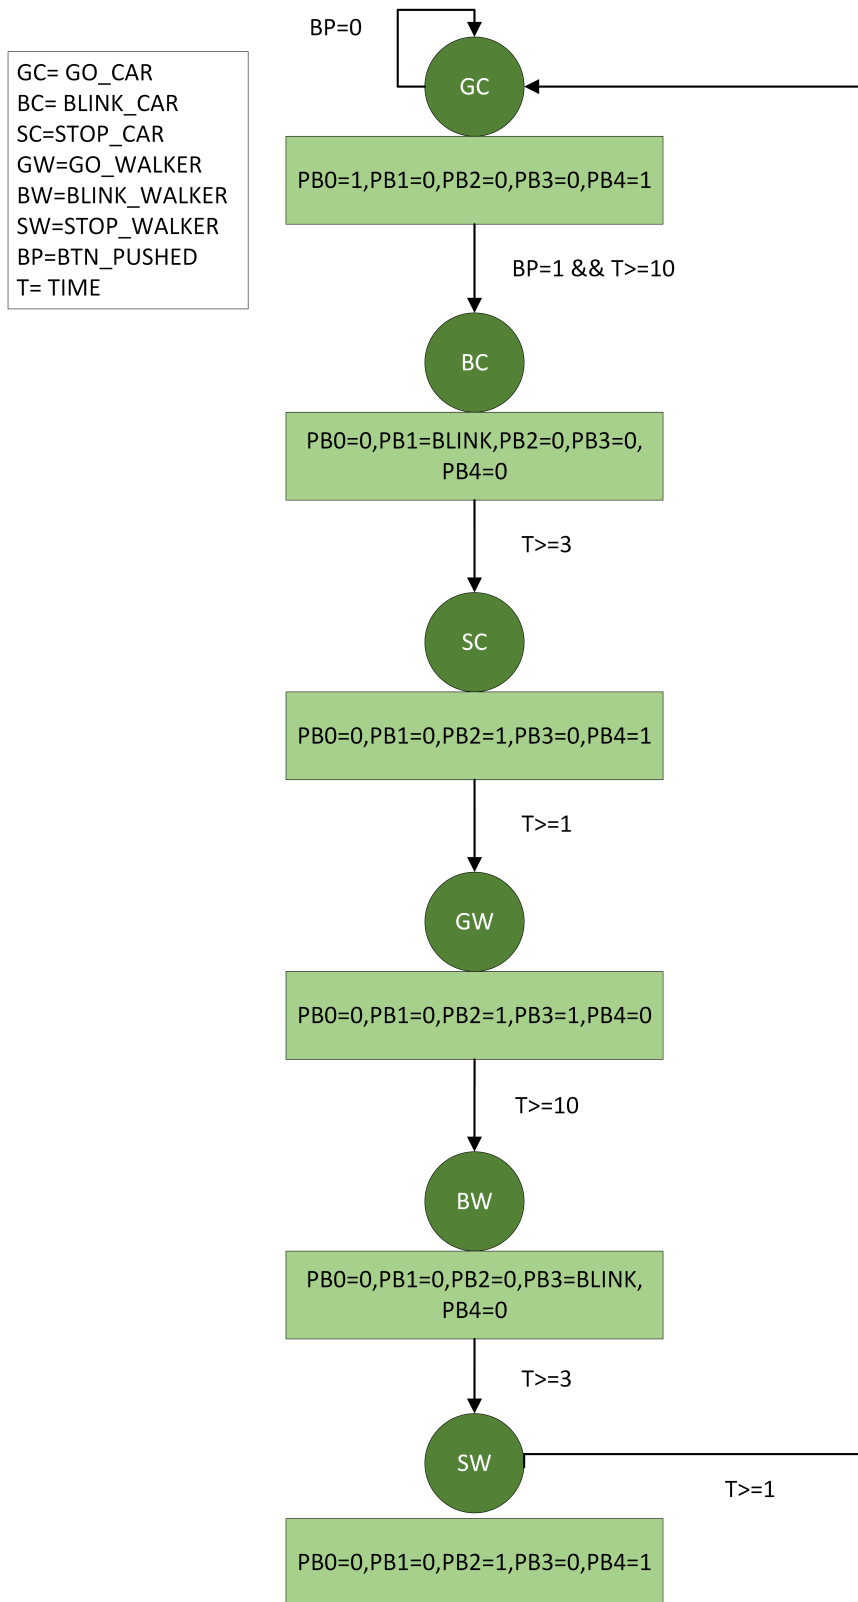 BP=0
GC
GC= GO_CAR
BC= BLINK_CAR
SC=STOP_CAR
GW=GO_WALKER
BW=BLINK_WALKER
SW=STOP_WALKER
BP=BTN_PUSHED
T= TIME
PB0=1,PB1=0,PB2=0,PB3=0,PB4=1
BP=1 && T>=10
BC
PB0=0,PB1=BLINK,PB2=0,PB3=0,
PB4=0
T>=3
SC
PB0=0,PB1=0,PB2=1,PB3=0,PB4=1
T>=1
GW
PB0=0,PB1=0,PB2=1,PB3=1,PB4=0
T>=10
BW
PB0=0,PB1=0,PB2=0,PB3=BLINK,
PB4=0
T>=3
SW
T>=1
PB0=0,PB1=0,PB2=1,PB3=0,PB4=1